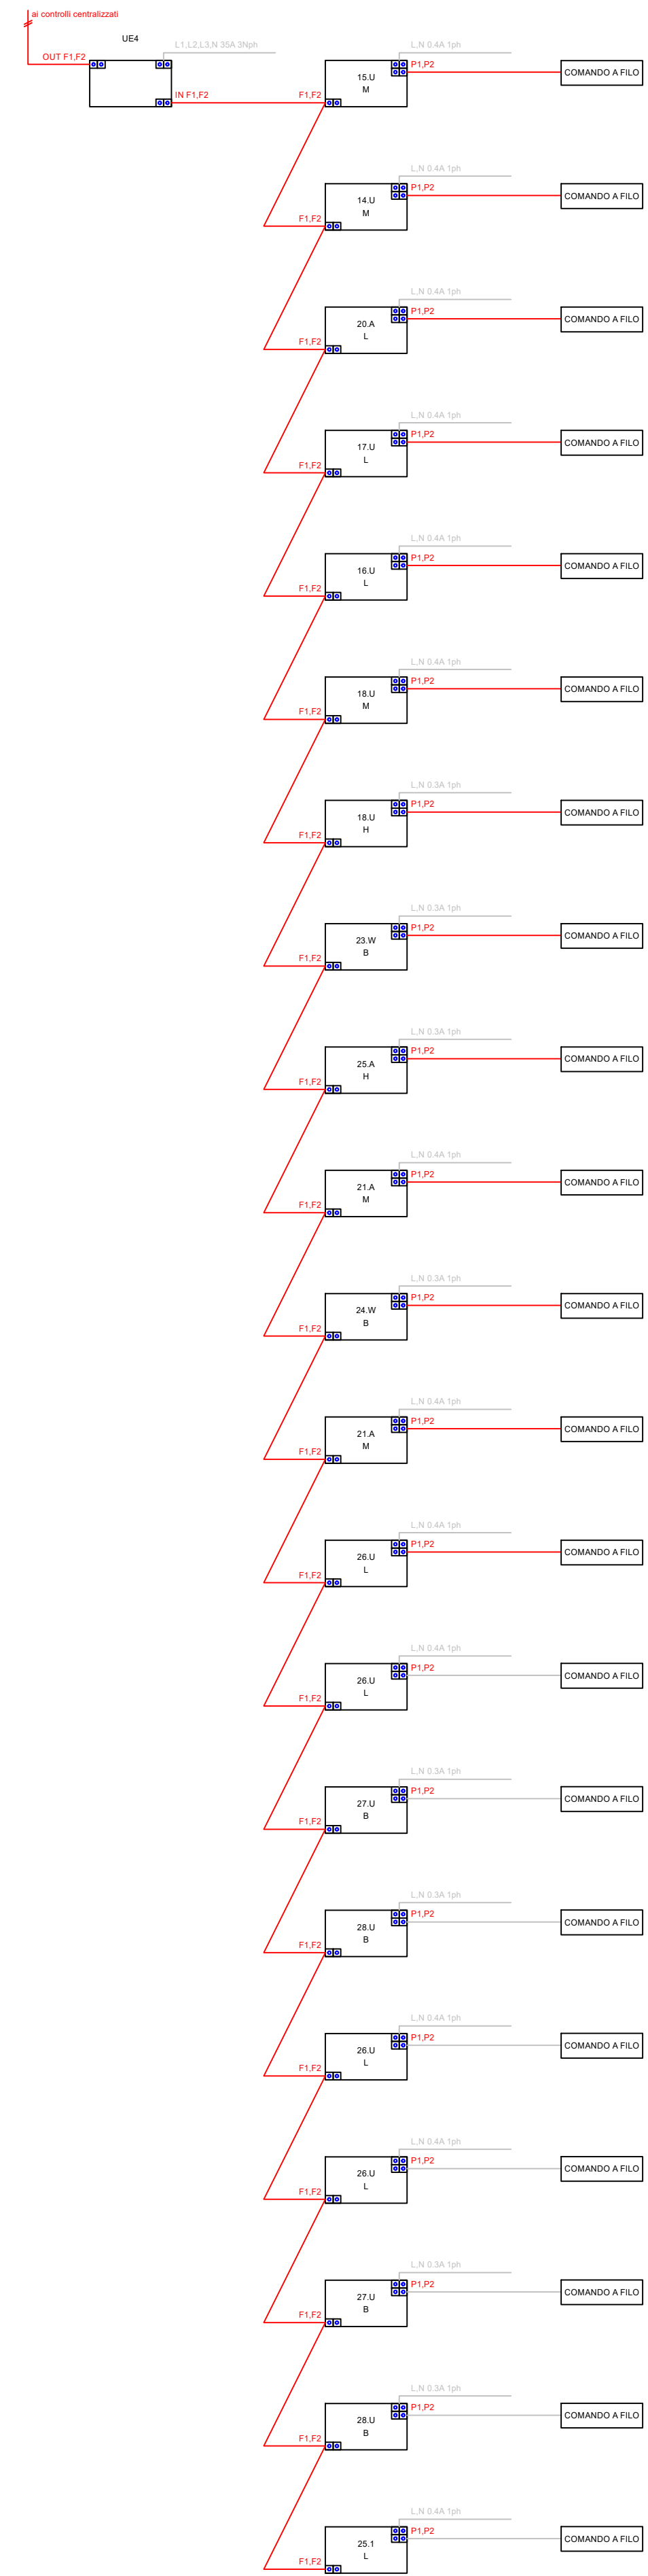 ai controlli centralizzati
UE4
OUT F1,F2
L1,L2,L3,N 35A 3Nph
IN F1,F2
L,N 0.4A 1ph
P1,P2
15.U
M
F1,F2
COMANDO A FILO
L,N 0.4A 1ph
P1,P2
14.U
M
F1,F2
COMANDO A FILO
L,N 0.4A 1ph
P1,P2
20.A
L
F1,F2
COMANDO A FILO
L,N 0.4A 1ph
P1,P2
17.U
L
F1,F2
COMANDO A FILO
L,N 0.4A 1ph
P1,P2
16.U
L
F1,F2
COMANDO A FILO
L,N 0.4A 1ph
P1,P2
18.U
M
F1,F2
COMANDO A FILO
L,N 0.3A 1ph
P1,P2
18.U
H
F1,F2
COMANDO A FILO
L,N 0.3A 1ph
P1,P2
23.W
B
F1,F2
COMANDO A FILO
L,N 0.3A 1ph
P1,P2
25.A
H
F1,F2
COMANDO A FILO
L,N 0.4A 1ph
P1,P2
21.A
M
F1,F2
COMANDO A FILO
L,N 0.3A 1ph
P1,P2
24.W
B
F1,F2
COMANDO A FILO
L,N 0.4A 1ph
P1,P2
21.A
M
F1,F2
COMANDO A FILO
L,N 0.4A 1ph
P1,P2
26.U
L
F1,F2
COMANDO A FILO
L,N 0.4A 1ph
P1,P2
26.U
L
F1,F2
COMANDO A FILO
L,N 0.3A 1ph
P1,P2
27.U
B
F1,F2
COMANDO A FILO
L,N 0.3A 1ph
P1,P2
28.U
B
F1,F2
COMANDO A FILO
L,N 0.4A 1ph
P1,P2
26.U
L
F1,F2
COMANDO A FILO
L,N 0.4A 1ph
P1,P2
26.U
L
F1,F2
COMANDO A FILO
L,N 0.3A 1ph
P1,P2
27.U
B
F1,F2
COMANDO A FILO
L,N 0.3A 1ph
P1,P2
28.U
B
F1,F2
COMANDO A FILO
L,N 0.4A 1ph
P1,P2
25.1
L
F1,F2
COMANDO A FILO